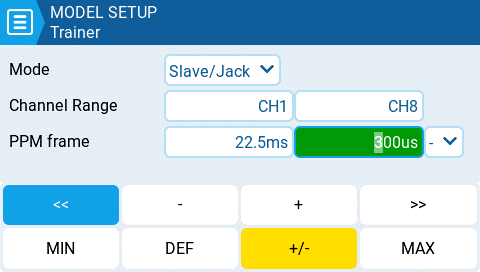 MODEL SETUP
Trainer
Mode Slave/Jack
Channel Range CH1 CH8
PPM frame 22.5ms 300us -
<< - + >>
MIN DEF +/- MAX